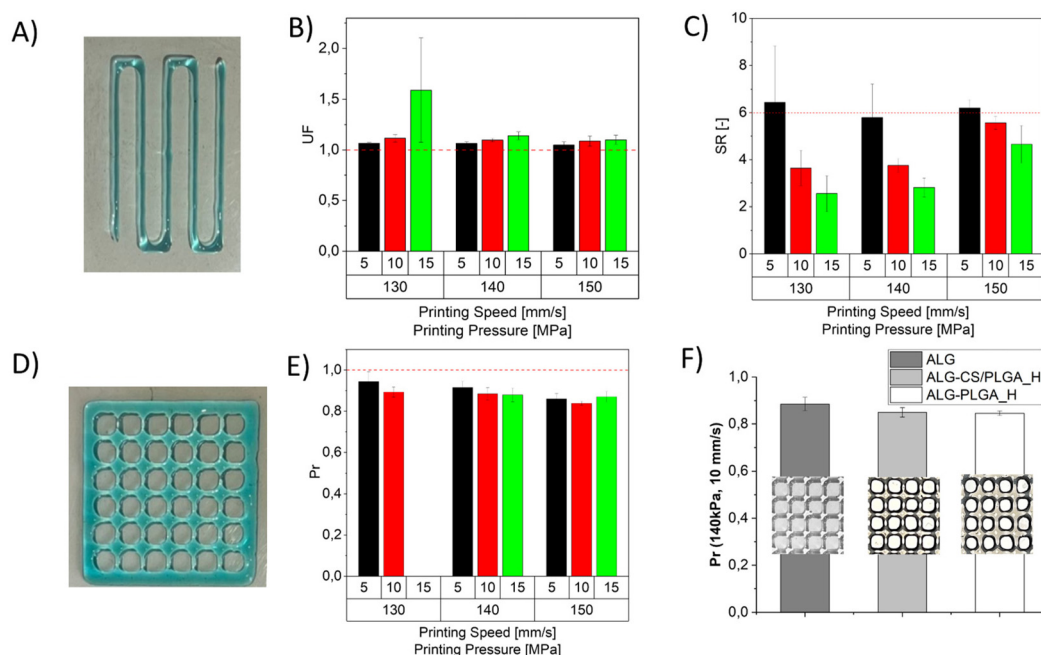 A)
B)
UF
2,0
1,5
1,0
0,5
0,0
5 10 15 5 10 15 5 10 15
130 140 150
Printing Speed [mm/s]
Printing Pressure [MPa]
C)
SR [-]
10
8
6
4
2
0
5 10 15 5 10 15 5 10 15
130 140 150
Printing Speed [mm/s]
Printing Pressure [MPa]
D)
E)
Pr
1,0
0,8
0,6
0,4
0,2
0,0
5 10 15 5 10 15 5 10 15
130 140 150
Printing Speed [mm/s]
Printing Pressure [MPa]
F)
ALG
ALG-CS/PLGA_H
ALG-PLGA_H
Pr (140kPa, 10 mm/s)
1,0
0,8
0,6
0,4
0,2
0,0